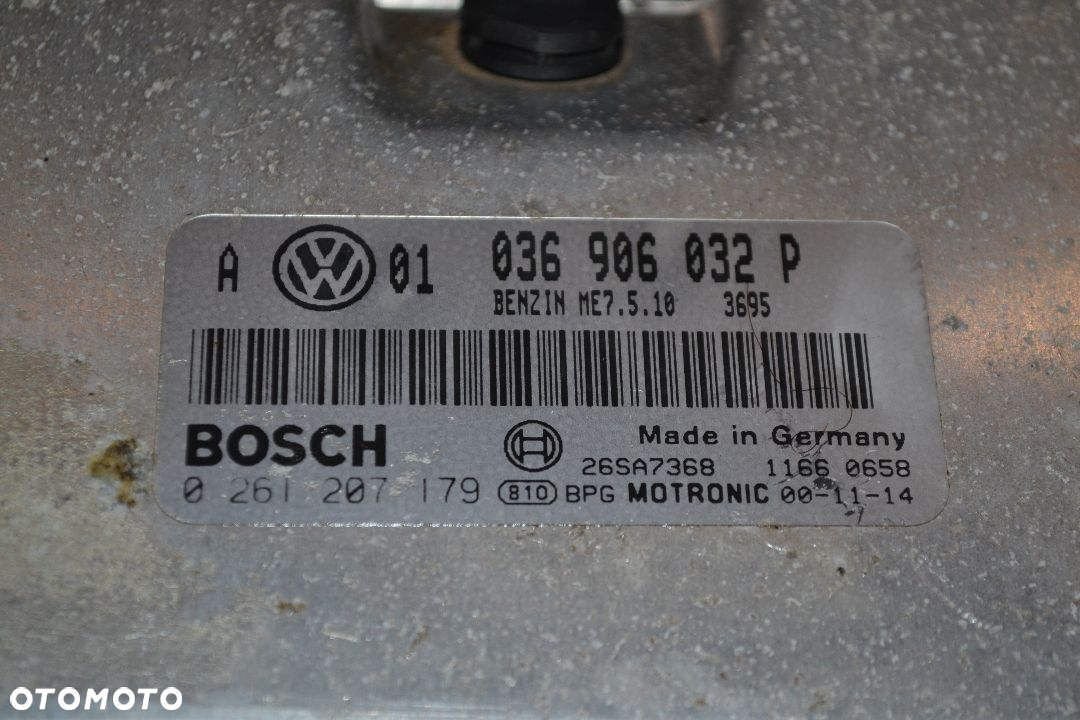 A VW 01 036 906 032 P
BENZIN ME7.5.10 3695
BOSCH Made in Germany
26SA7368 1166 0658
0 261 207 179 810 BPG MOTRONIC 00-11-14
OTOMOTO